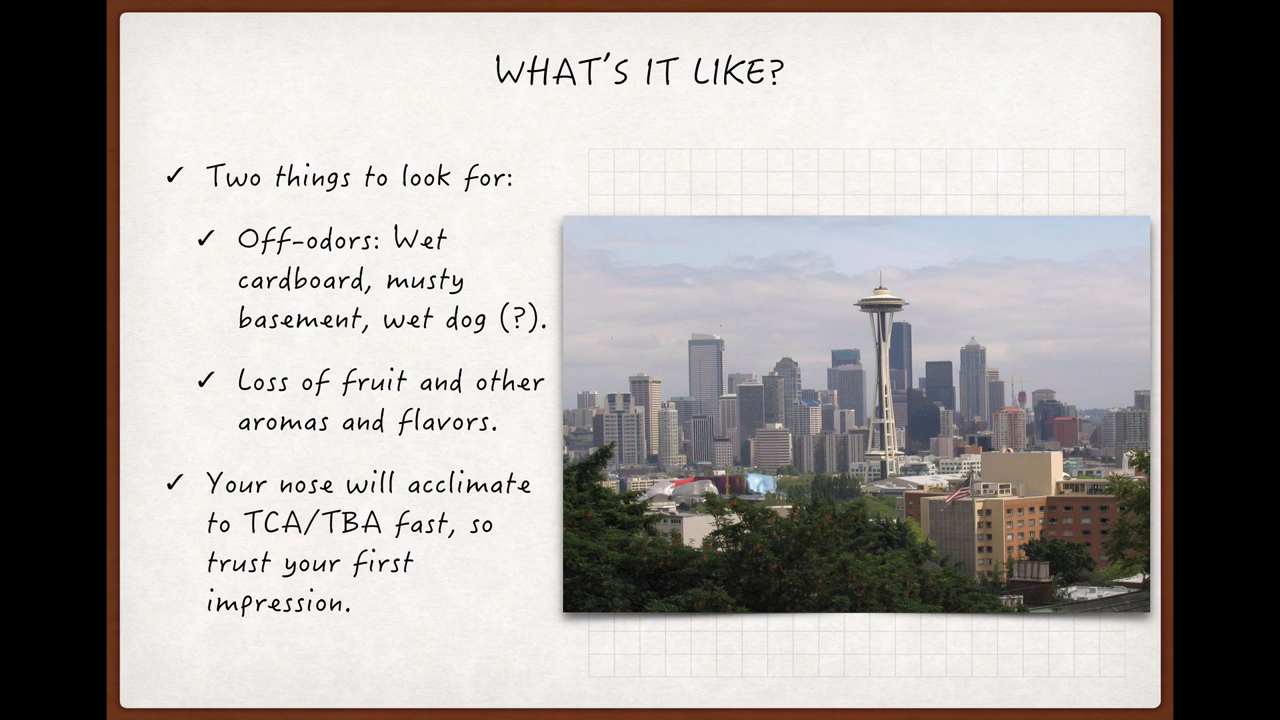 WHAT'S IT LIKE?
✓ Two things to look for:
✓ Off-odors: Wet
cardboard, musty
basement, wet dog (?).
✓ Loss of fruit and other
aromas and flavors.
✓ Your nose will acclimate
to TCA/TBA fast, so
trust your first
impression.